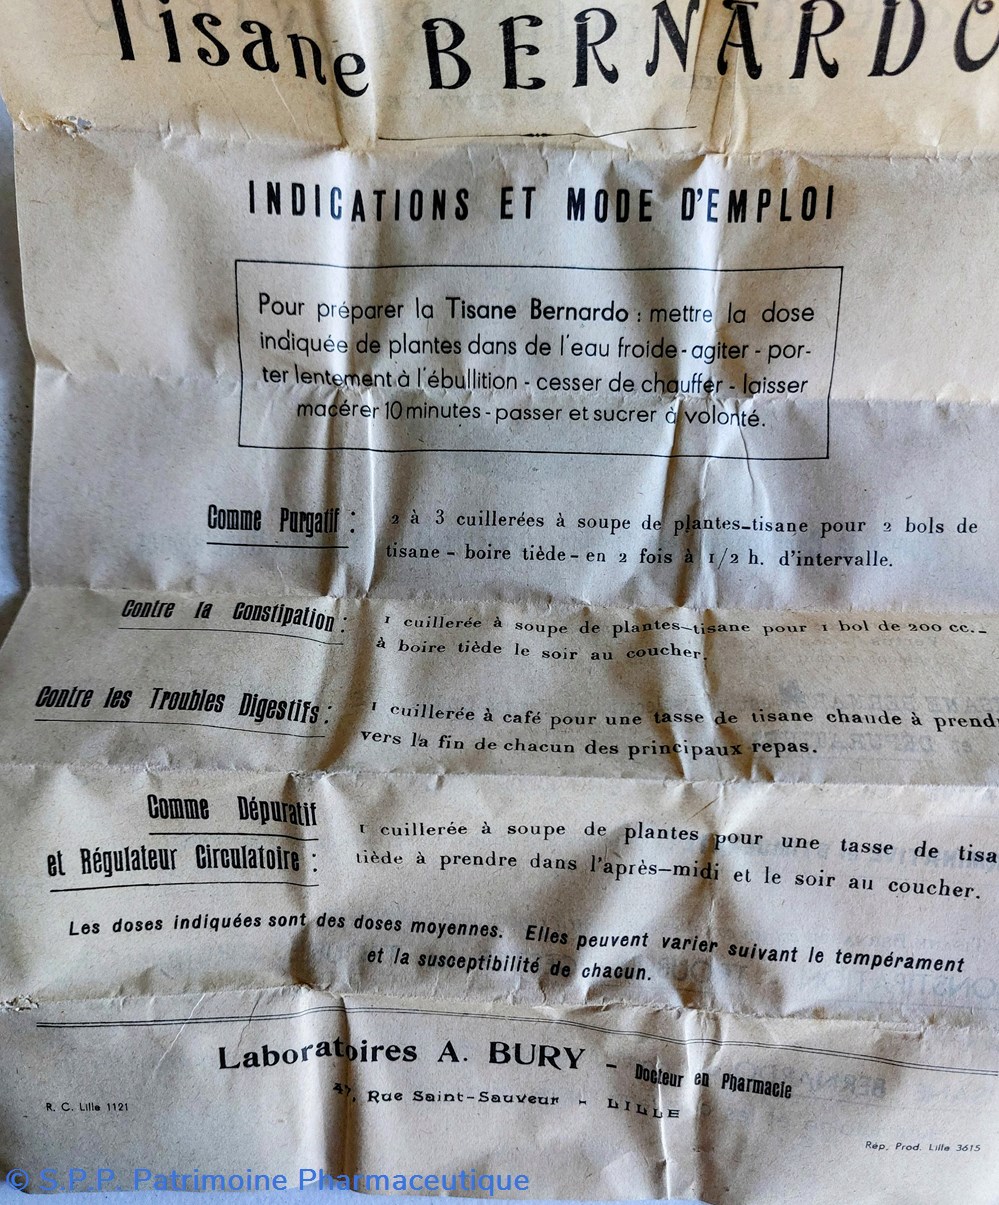 Tisane BERNARDO
INDICATIONS ET MODE D'EMPLOI
Pour préparer la Tisane Bernardo : mettre la dose
indiquée de plantes dans de l'eau froide - agiter - por-
ter lentement à l'ébullition - cesser de chauffer - laisser
macérer 10 minutes - passer et sucrer à volonté.
Comme Purgatif : 2 à 3 cuillerées à soupe de plantes-tisane pour 2 bols de
tisane - boire tiède - en 2 fois à 1/2 h. d'intervalle.
Contre la Constipation : 1 cuillerée à soupe de plantes-tisane pour 1 bol de 200 cc. -
à boire tiède le soir au coucher.
Contre les Troubles Digestifs : 1 cuillerée à café pour une tasse de tisane chaude à prend
vers la fin de chacun des principaux repas.
Comme Dépuratif
et Régulateur Circulatoire :
1 cuillerée à soupe de plantes pour une tasse de tisa
tiède à prendre dans l'après-midi et le soir au coucher.
Les doses indiquées sont des doses moyennes. Elles peuvent varier suivant le tempérament
et la susceptibilité de chacun.
Laboratoires A. BURY - Docteur en Pharmacie
47, Rue Saint-Sauveur - LILLE
R. C. Lille 1121
Rép. Prod. Lille 3615
© S.P.P. Patrimoine Pharmaceutique